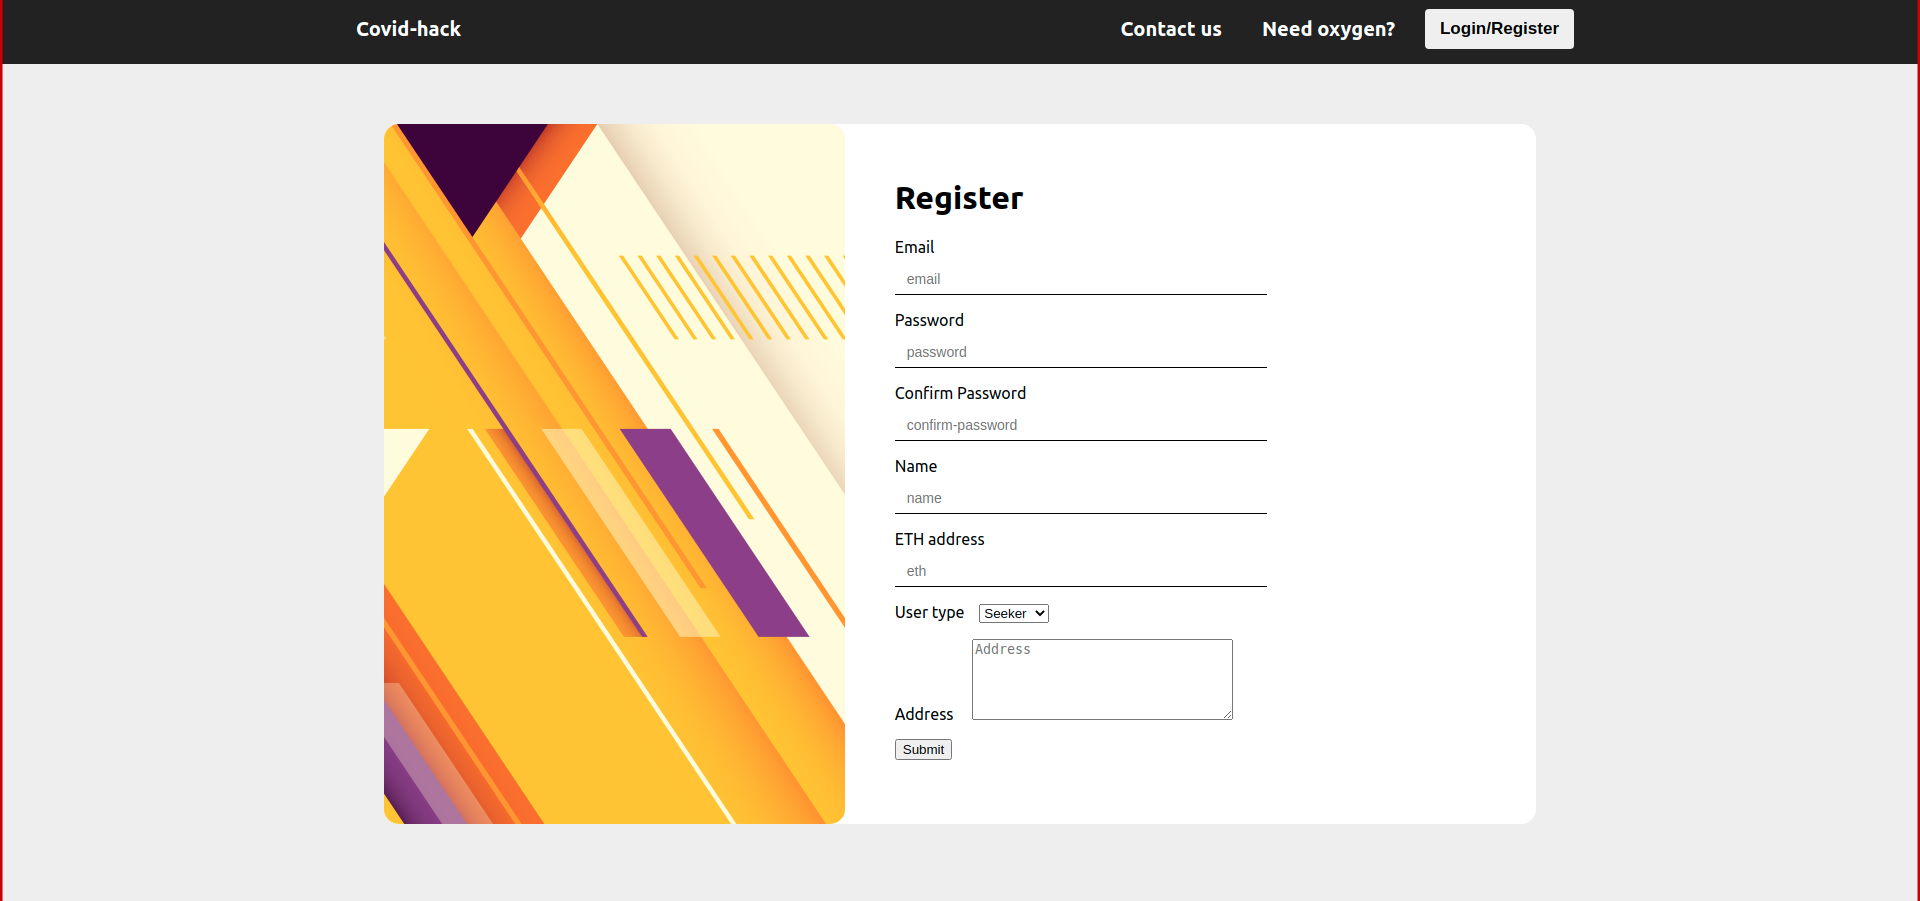 Covid-hack Contact us Need oxygen? Login/Register
Register
Email
email
Password
password
Confirm Password
confirm-password
Name
name
ETH address
eth
User type Seeker
Address
Address
Submit